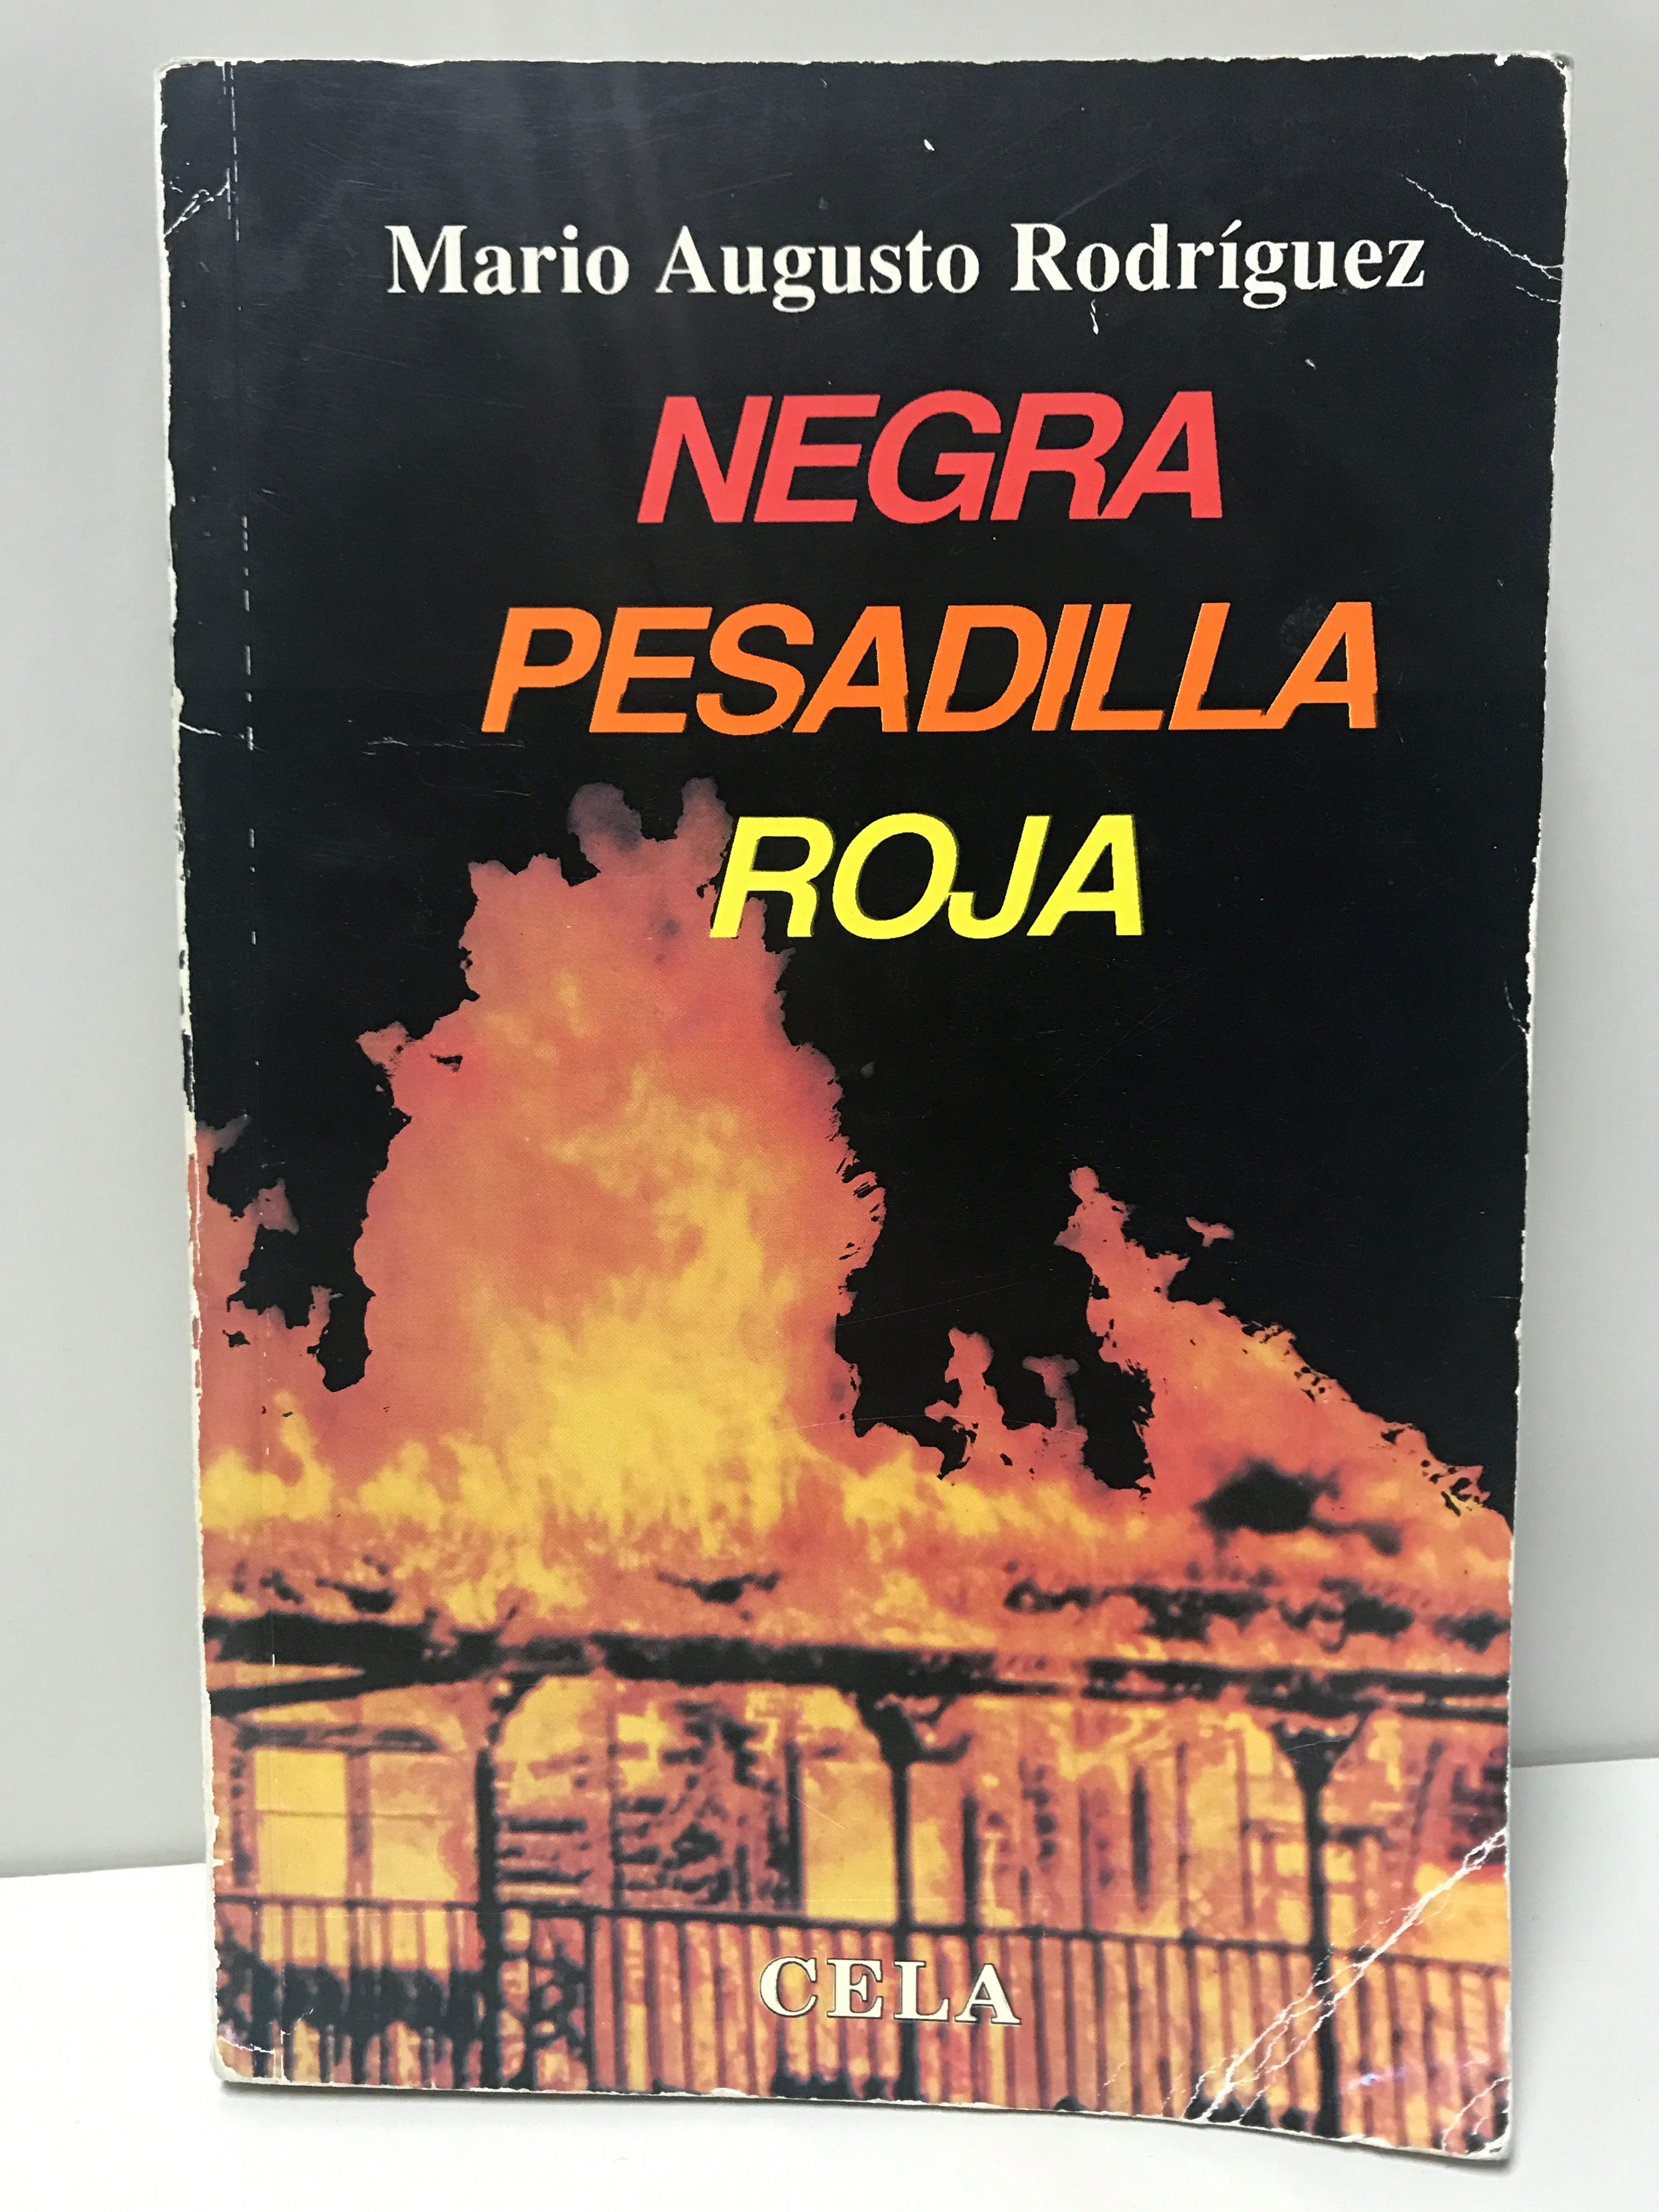 Mario Augusto Rodríguez
NEGRA
PESADILLA
ROJA
CELA